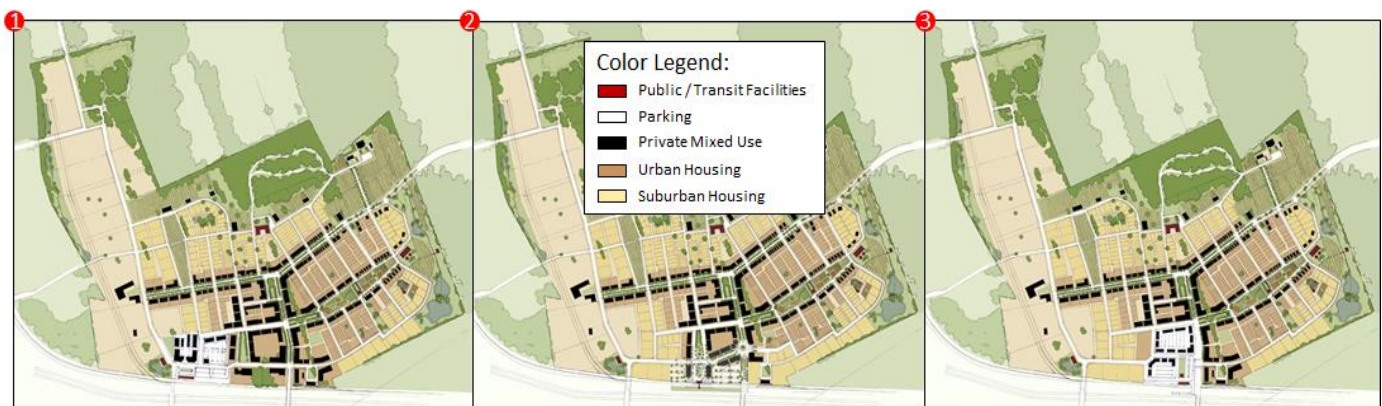 1
2
3
Color Legend:
Public / Transit Facilities
Parking
Private Mixed Use
Urban Housing
Suburban Housing